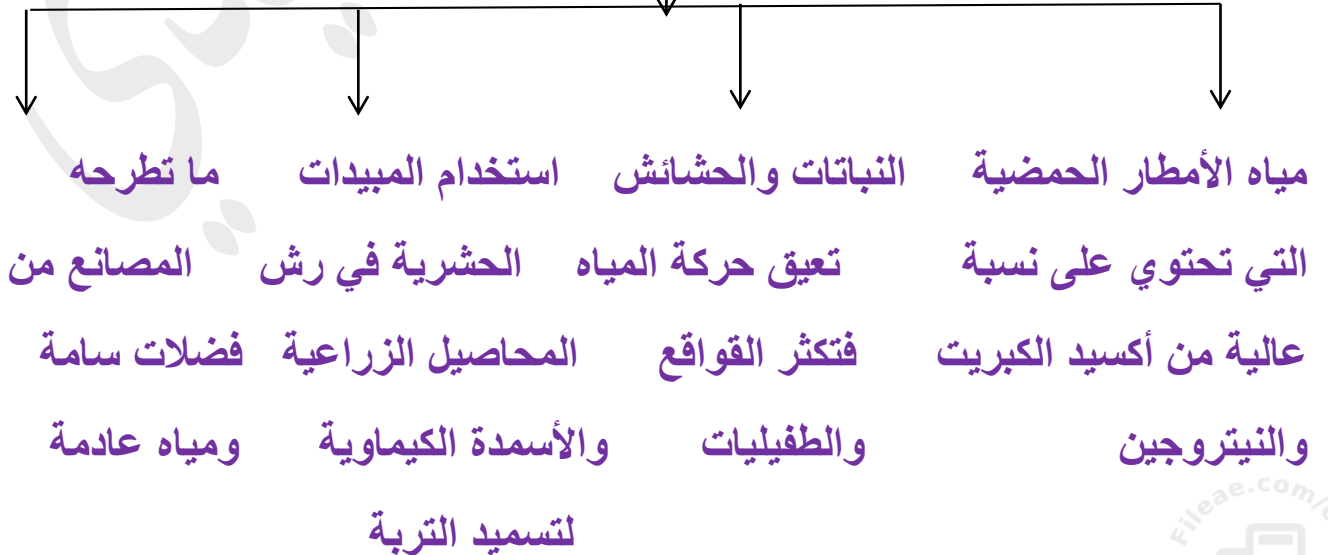 مياه الأمطار الحمضية
التي تحتوي على نسبة
عالية من أكسيد الكبريت
والنيتروجين
النباتات والحشائش
تعيق حركة المياه
فتكثر القواقع
والطفيليات
استخدام المبيدات
الحشرية في رش
المحاصيل الزراعية
والأسمدة الكيماوية
لتسميد التربة
ما تطرحه
المصانع من
فضلات سامة
ومياه عادمة